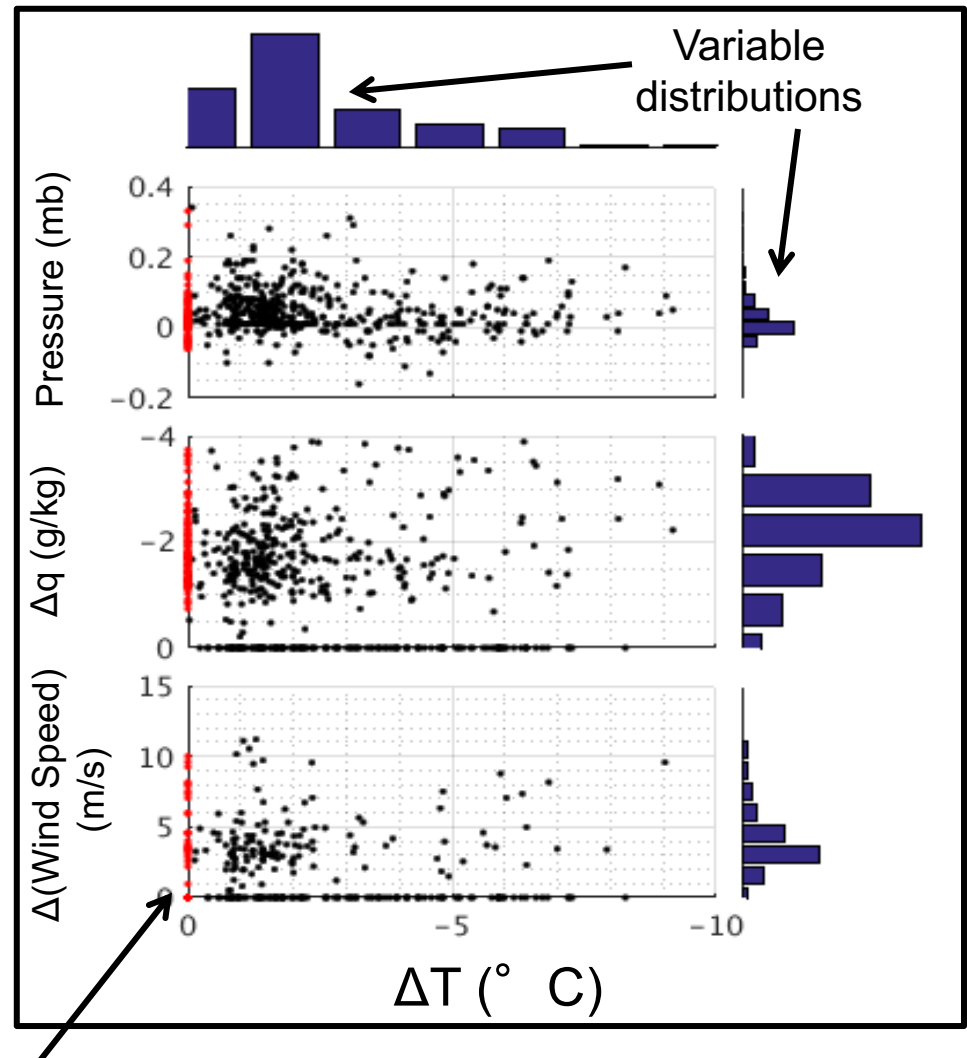 Variable
distributions
Pressure (mb)
0.4
0.2
0
−0.2
Δq (g/kg)
−4
−2
0
Δ(Wind Speed)
(m/s)
15
10
5
0
0
−5
−10
ΔT (° C)